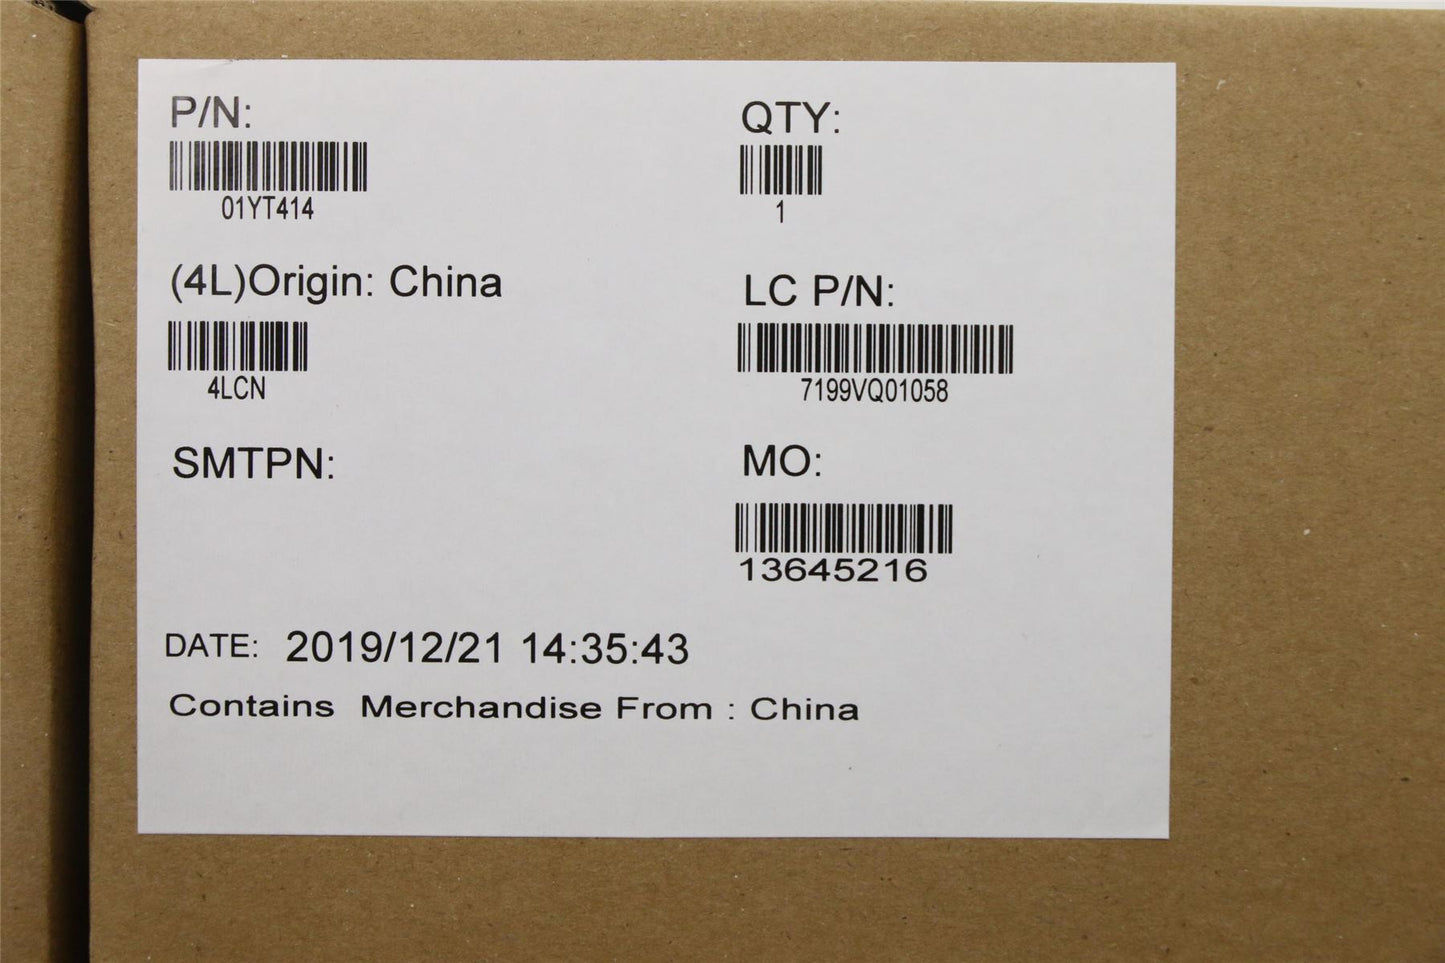 P/N:
01YT414
QTY:
1
(4L)Origin: China
4LCN
LC P/N:
7199VQ01058
SMTPN:
MO:
13645216
DATE: 2019/12/21 14:35:43
Contains Merchandise From : China